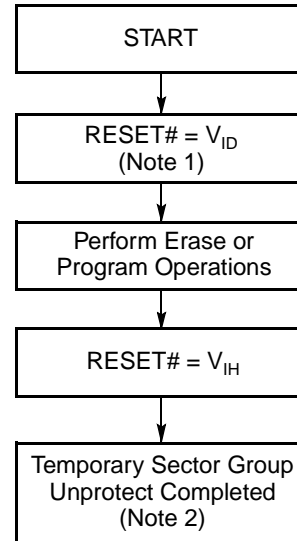 START
RESET# = VID
(Note 1)
Perform Erase or
Program Operations
RESET# = VIH
Temporary Sector Group
Unprotect Completed
(Note 2)